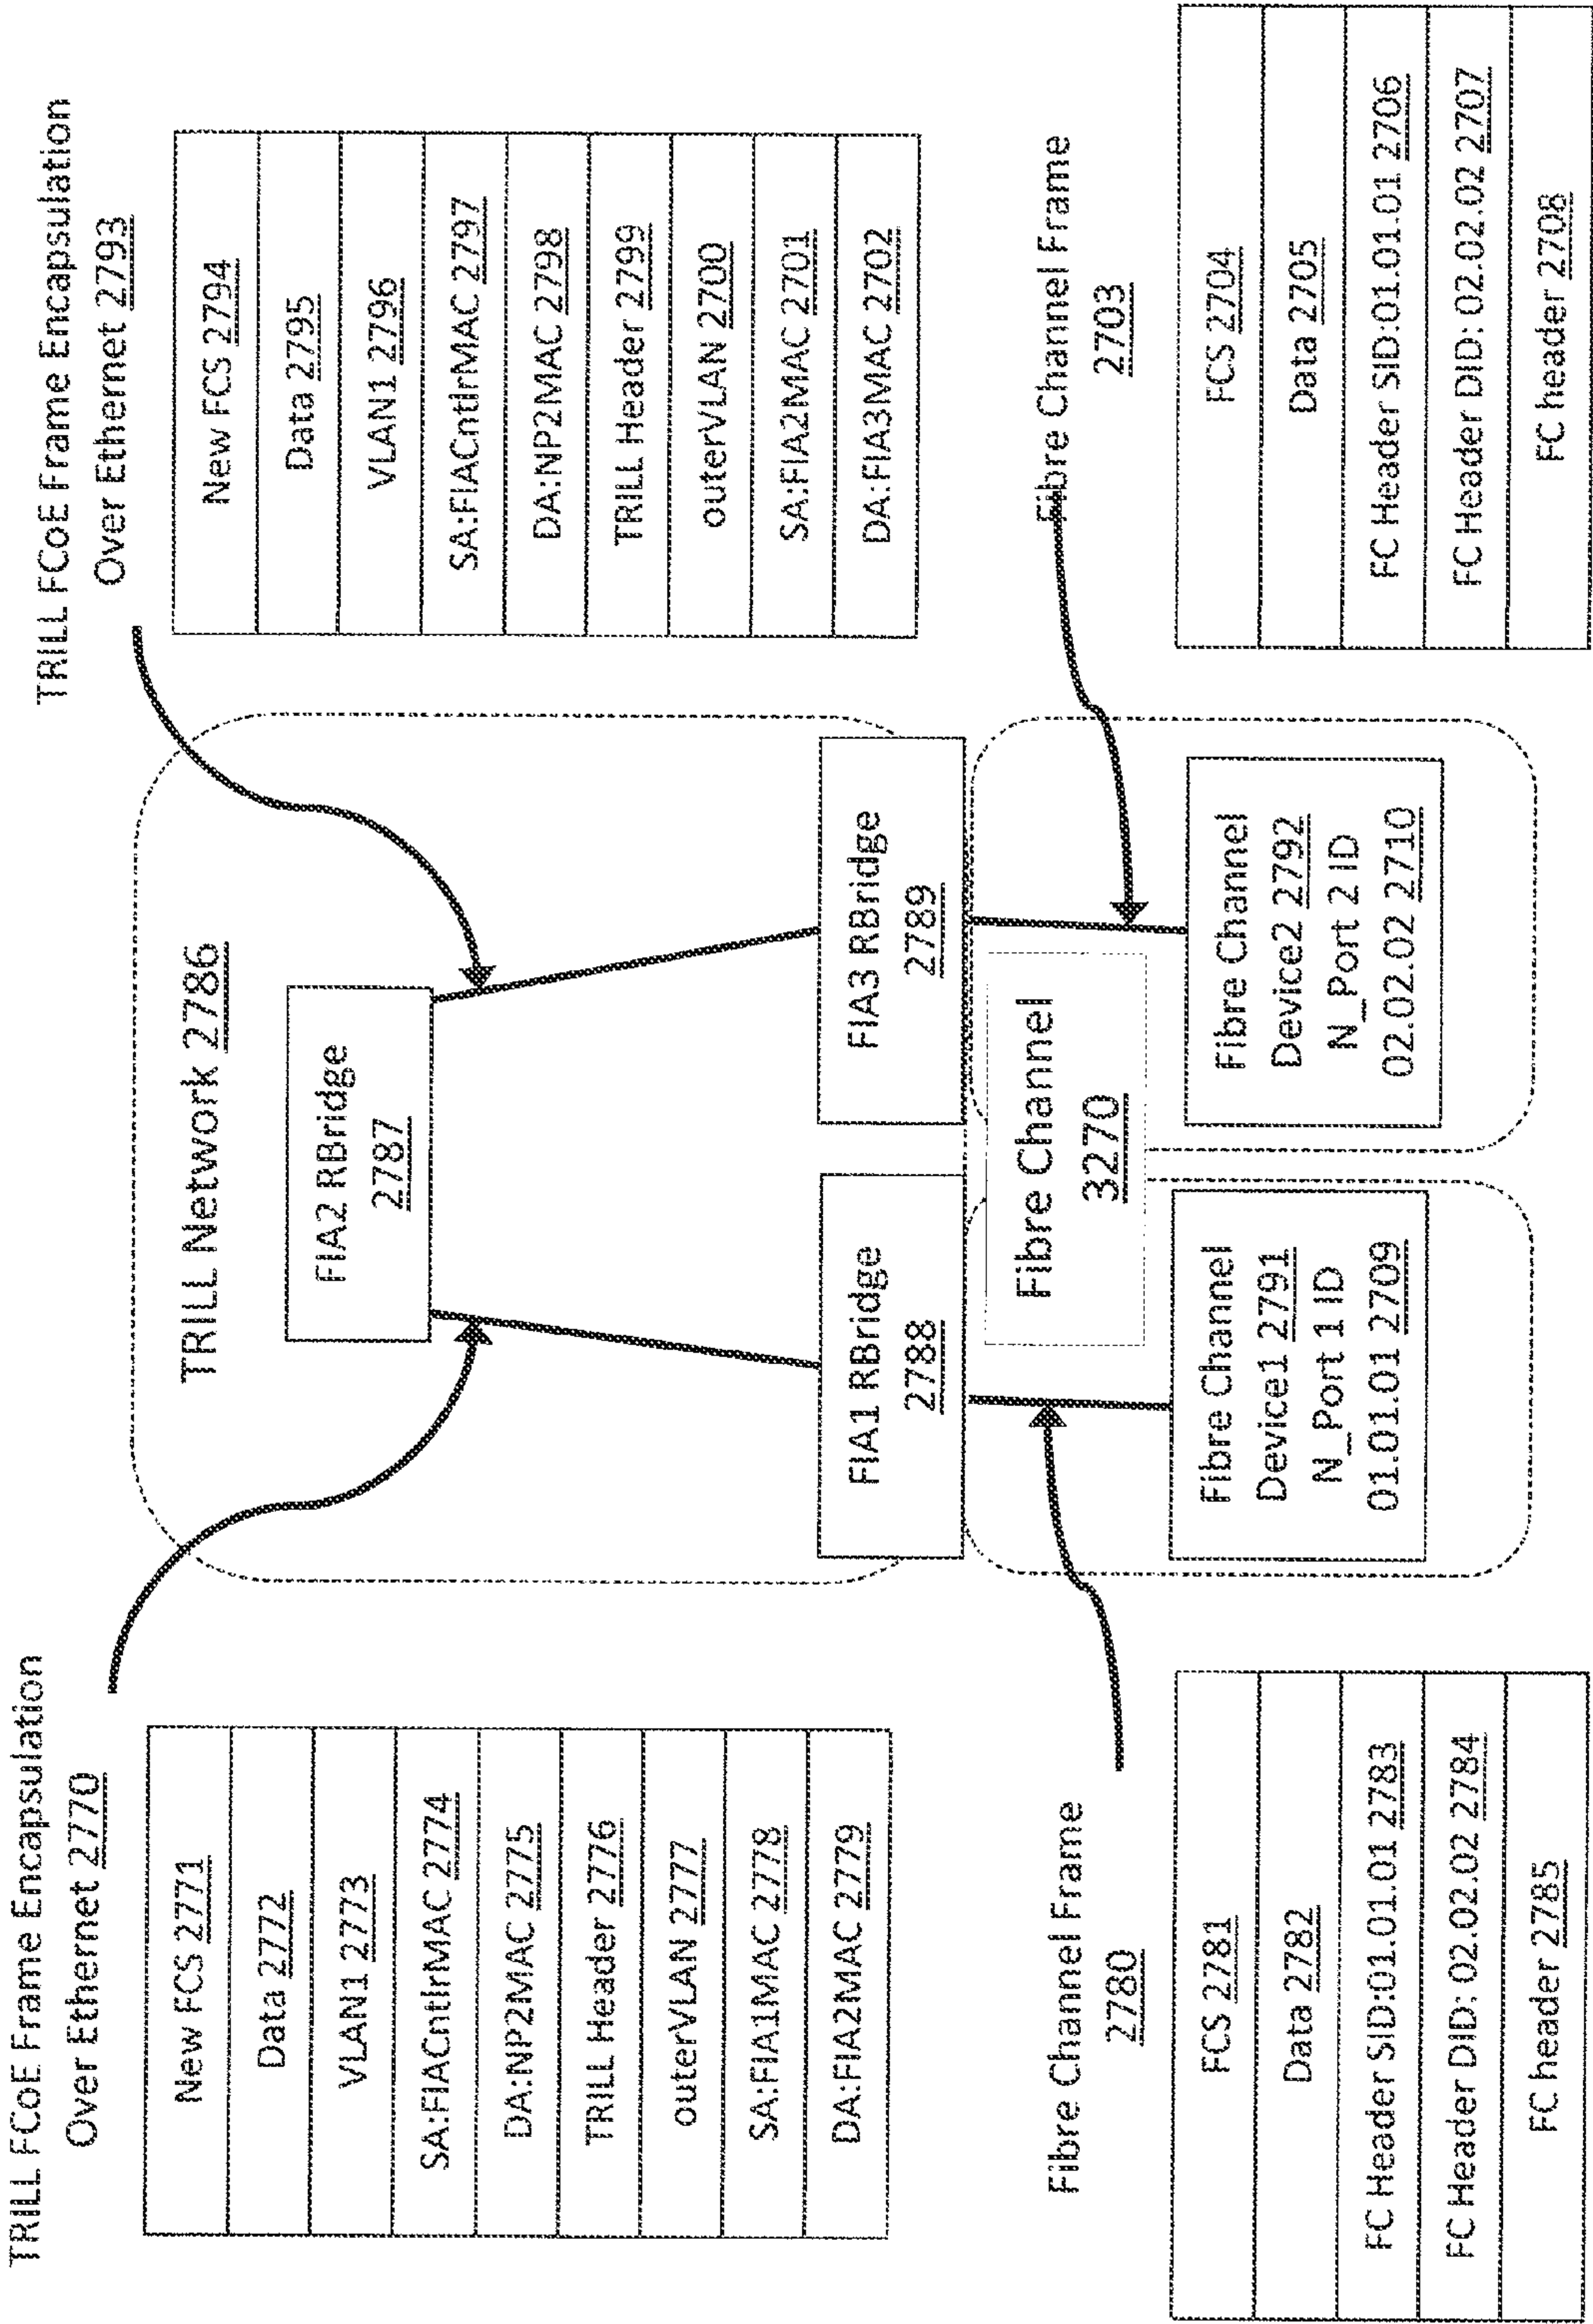 TRILL FCoE Frame Encapsulation
Over Ethernet 2770
New FCS 2771
Data 2772
VLAN1 2773
SA:FIACntlrMAC 2774
DA:NP2MAC 2775
TRILL Header 2776
outerVLAN 2777
SA:FIA1MAC 2778
DA:FIA2MAC 2779
Fibre Channel Frame
2780
FCS 2781
Data 2782
FC Header SID:01.01.01 2783
FC Header DID: 02.02.02 2784
FC header 2785
TRILL Network 2786
FIA2 RBridge
2787
FIA1 RBridge
2788
FIA3 RBridge
2789
Fibre Channel
3270
Fibre Channel
Device1 2791
N_Port 1 ID
01.01.01 2709
Fibre Channel
Device2 2792
N_Port 2 ID
02.02.02 2710
TRILL FCoE Frame Encapsulation
Over Ethernet 2793
New FCS 2794
Data 2795
VLAN1 2796
SA:FIACntlrMAC 2797
DA:NP2MAC 2798
TRILL Header 2799
outerVLAN 2700
SA:FIA2MAC 2701
DA:FIA3MAC 2702
Fibre Channel Frame
2703
FCS 2704
Data 2705
FC Header SID:01.01.01 2706
FC Header DID: 02.02.02 2707
FC header 2708